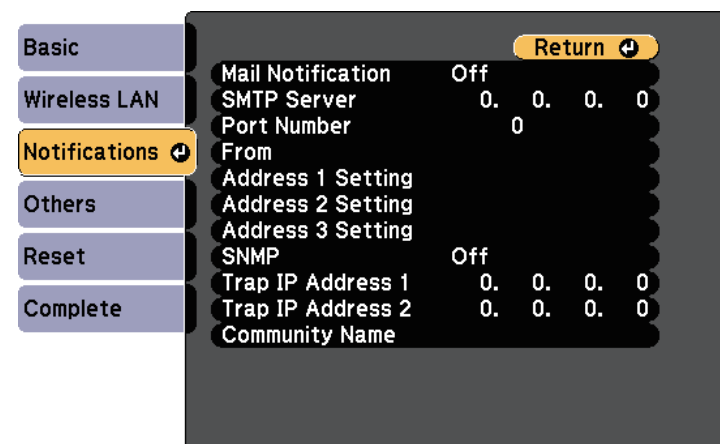 Basic
Wireless LAN
Notifications
Others
Reset
Complete
Return
Mail Notification Off
SMTP Server 0. 0. 0. 0
Port Number 0
From
Address 1 Setting
Address 2 Setting
Address 3 Setting
SNMP Off
Trap IP Address 1 0. 0. 0. 0
Trap IP Address 2 0. 0. 0. 0
Community Name